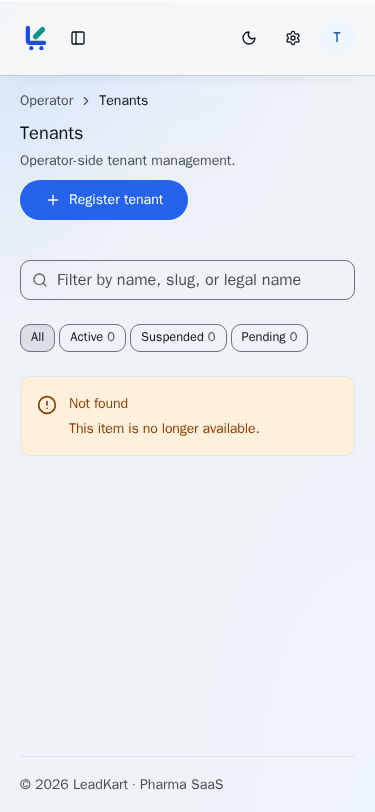 T
Operator > Tenants
Tenants
Operator-side tenant management.
+ Register tenant
Filter by name, slug, or legal name
All Active 0 Suspended 0 Pending 0
Not found
This item is no longer available.
© 2026 LeadKart · Pharma SaaS